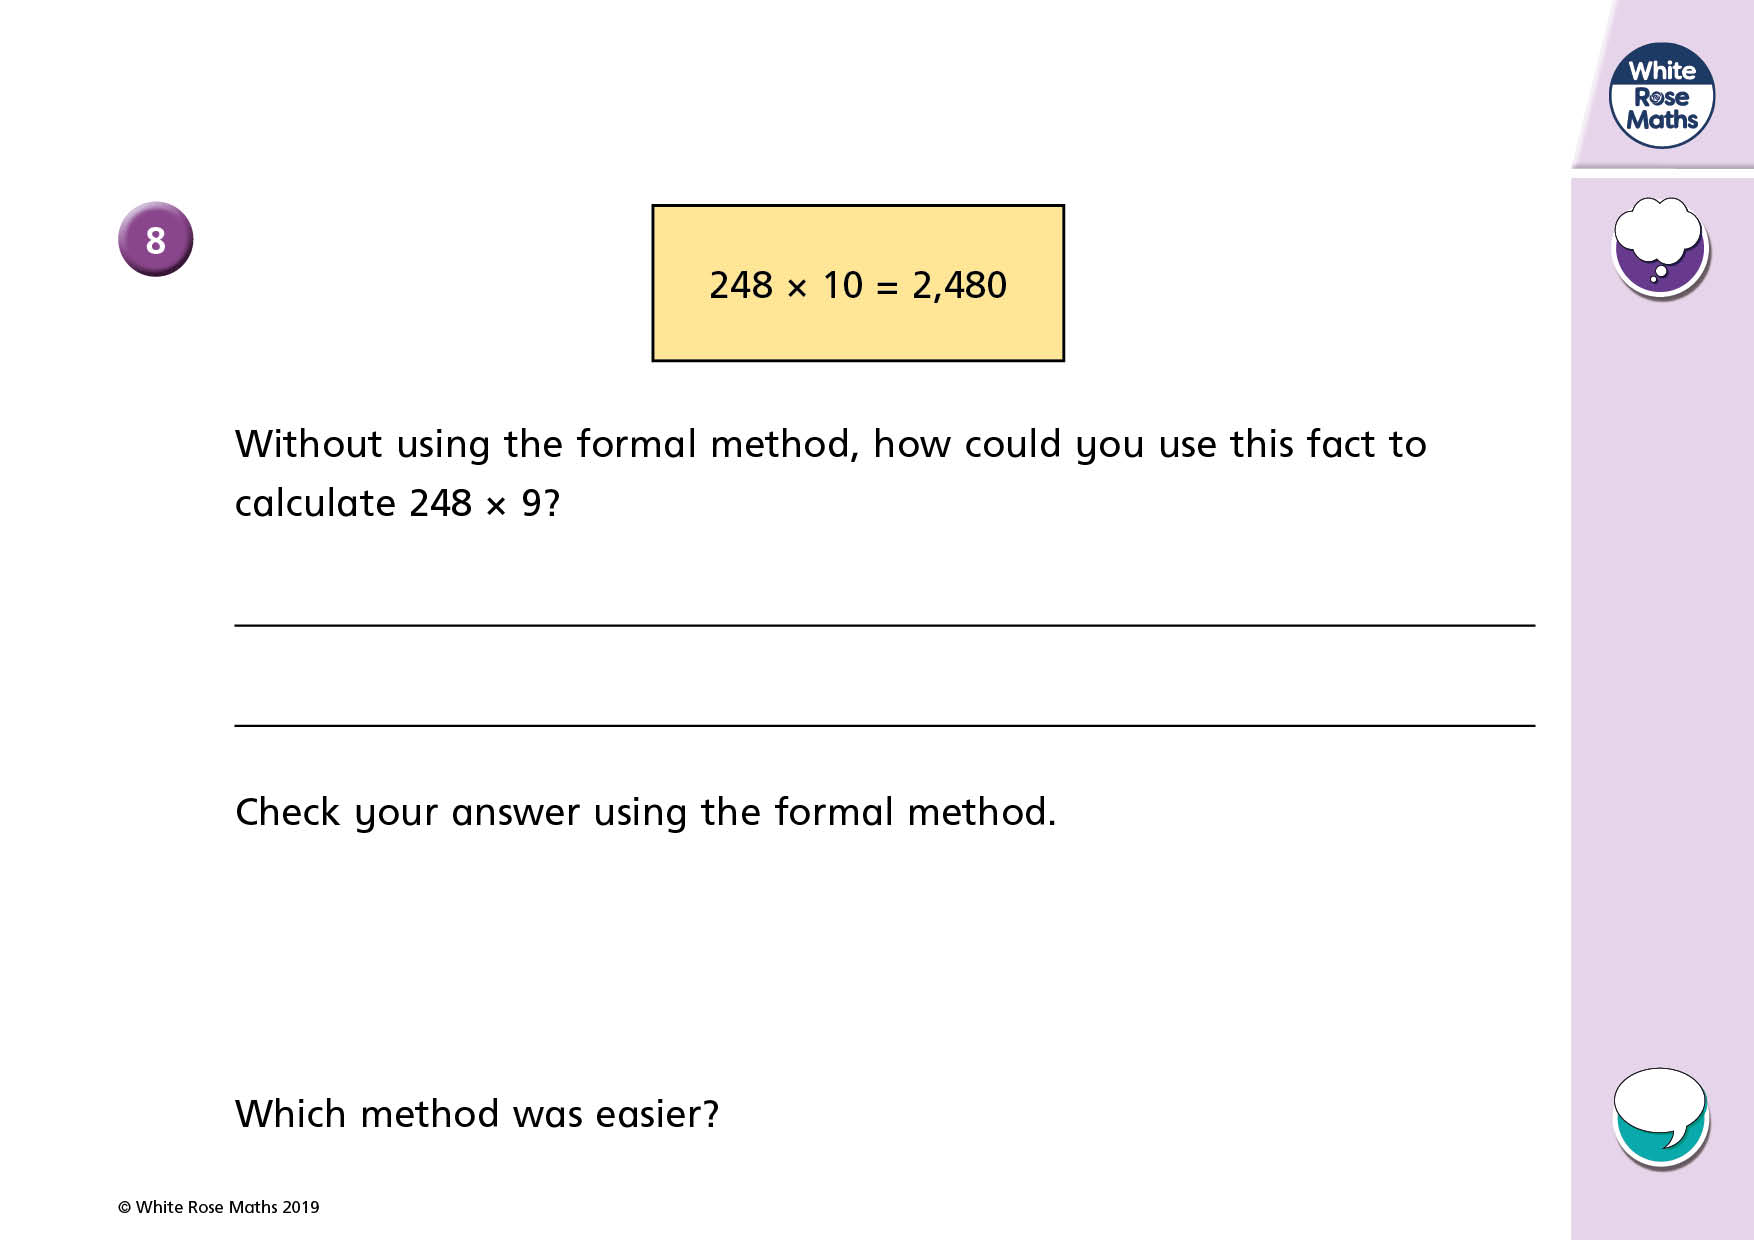 White
Rose
Maths
8
248 × 10 = 2,480
Without using the formal method, how could you use this fact to
calculate 248 × 9?
Check your answer using the formal method.
Which method was easier?
© White Rose Maths 2019